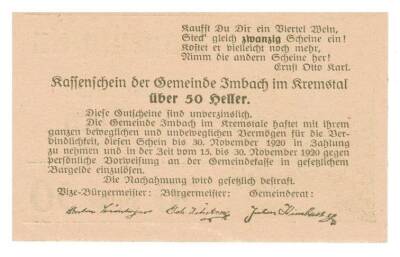 Kaufst Du Dir ein Viertel Wein,
Steck' gleich zwanzig Scheine ein!
Kostet er vielleicht noch mehr,
Nimm die andern Scheine her!
Ernst Otto Karl.
Kassenschein der Gemeinde Imbach im Kremstal
über 50 Heller.
Diese Gutscheine sind unverzinslich.
Die Gemeinde Imbach im Kremstale haftet mit ihrem
ganzen beweglichen und unbeweglichen Vermögen für die Ver-
bindlichkeit, diesen Schein bis 30. November 1920 in Zahlung
zu nehmen und in der Zeit vom 15. bis 30. November 1920 gegen
persönliche Vorweisung an der Gemeindekasse in gesetzlichem
Bargelde einzulösen.
Die Nachahmung wird gesetzlich bestraft.
Vize-Bürgermeister: Bürgermeister: Gemeinderat: